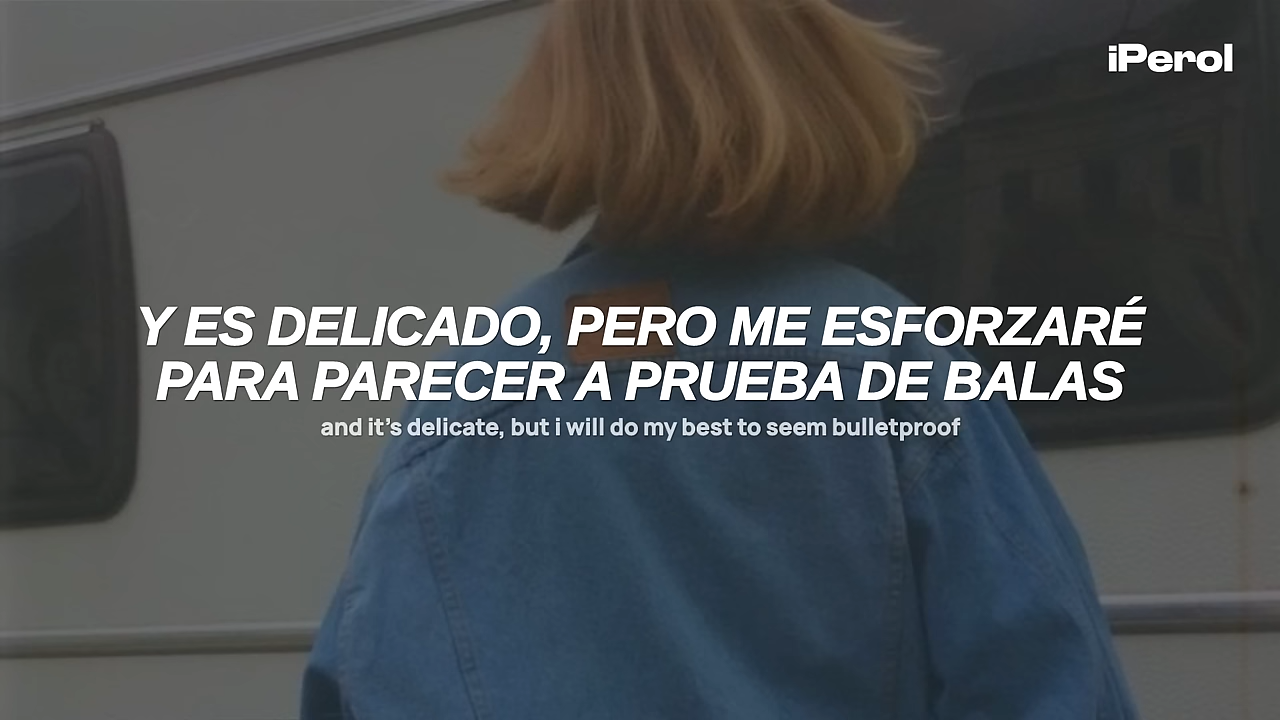 iPerol
Y ES DELICADO, PERO ME ESFORZARÉ
PARA PARECER A PRUEBA DE BALAS
and it's delicate, but i will do my best to seem bulletproof